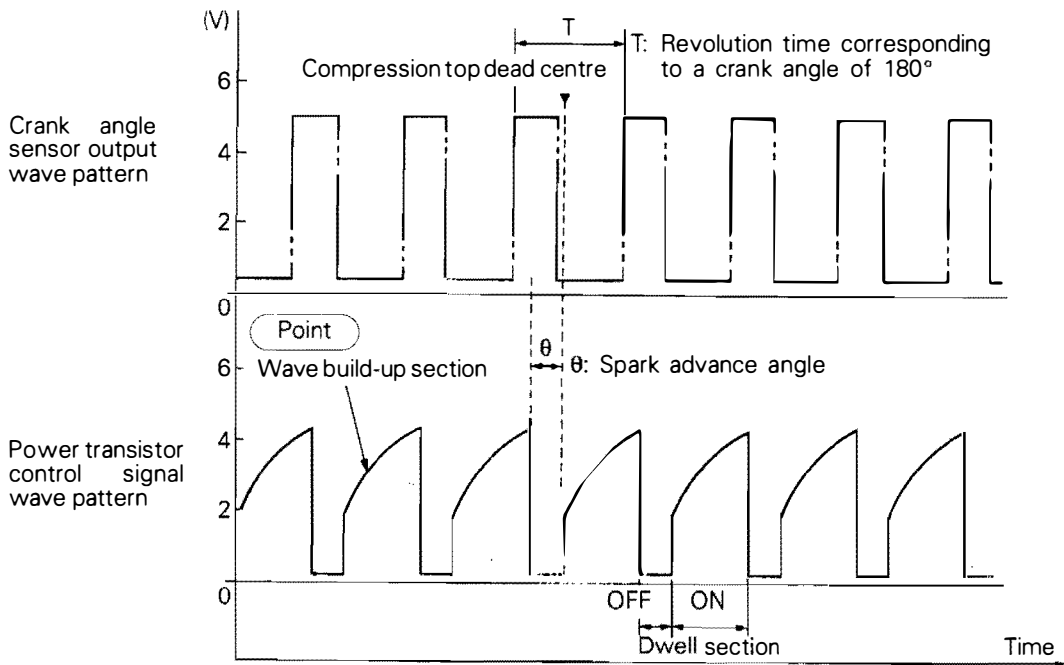 (V)
T
T: Revolution time corresponding
to a crank angle of 180°
Compression top dead centre
6
4
2
0
Crank angle
sensor output
wave pattern
Point
Wave build-up section
θ
θ: Spark advance angle
6
4
2
0
Power transistor
control signal
wave pattern
OFF
ON
Dwell section
Time